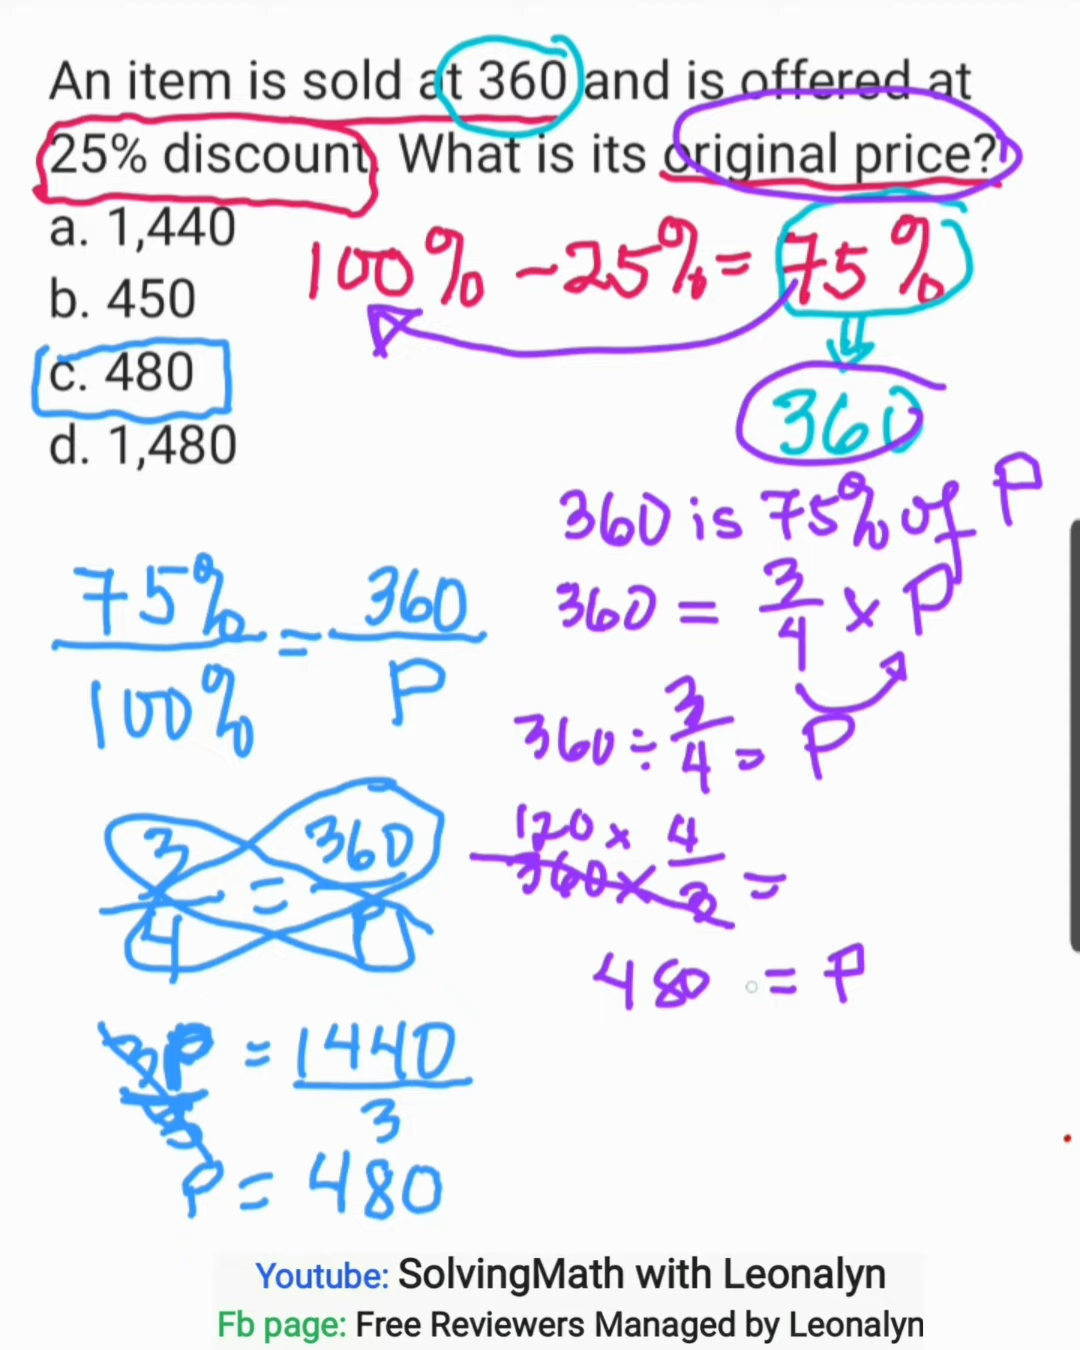 An item is sold at 360 and is offered at
25% discount. What is its original price?
a. 1,440
b. 450
c. 480
d. 1,480
100% - 25% = 75%
360
360 is 75% of P
360 = 3/4 x P
360 ÷ 3/4 = P
120 x 4
360 x 3 =
480 = P
75% = 360
100% P
3 = 360
4 P
3P = 1440
3 3
P = 480
Youtube: SolvingMath with Leonalyn
Fb page: Free Reviewers Managed by Leonalyn